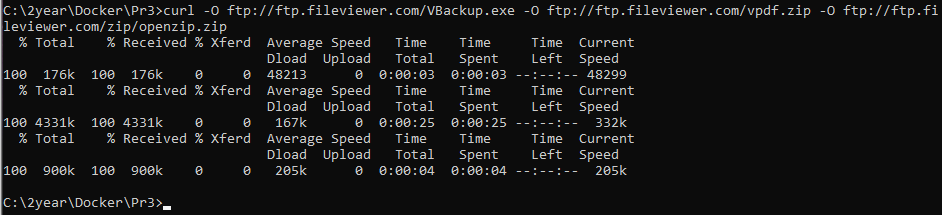 C:\2year\Docker\Pr3>curl -O ftp://ftp.fileviewer.com/VBackup.exe -O ftp://ftp.fileviewer.com/vpdf.zip -O ftp://ftp.fi
leviewer.com/zip/openzip.zip
  % Total    % Received % Xferd  Average Speed   Time    Time     Time  Current
                                 Dload  Upload   Total   Spent    Left  Speed
100  176k  100  176k    0     0  48213      0  0:00:03  0:00:03 --:--:-- 48299
  % Total    % Received % Xferd  Average Speed   Time    Time     Time  Current
                                 Dload  Upload   Total   Spent    Left  Speed
100 4331k  100 4331k    0     0   167k      0  0:00:25  0:00:25 --:--:--  332k
  % Total    % Received % Xferd  Average Speed   Time    Time     Time  Current
                                 Dload  Upload   Total   Spent    Left  Speed
100  900k  100  900k    0     0   205k      0  0:00:04  0:00:04 --:--:--  205k
C:\2year\Docker\Pr3>